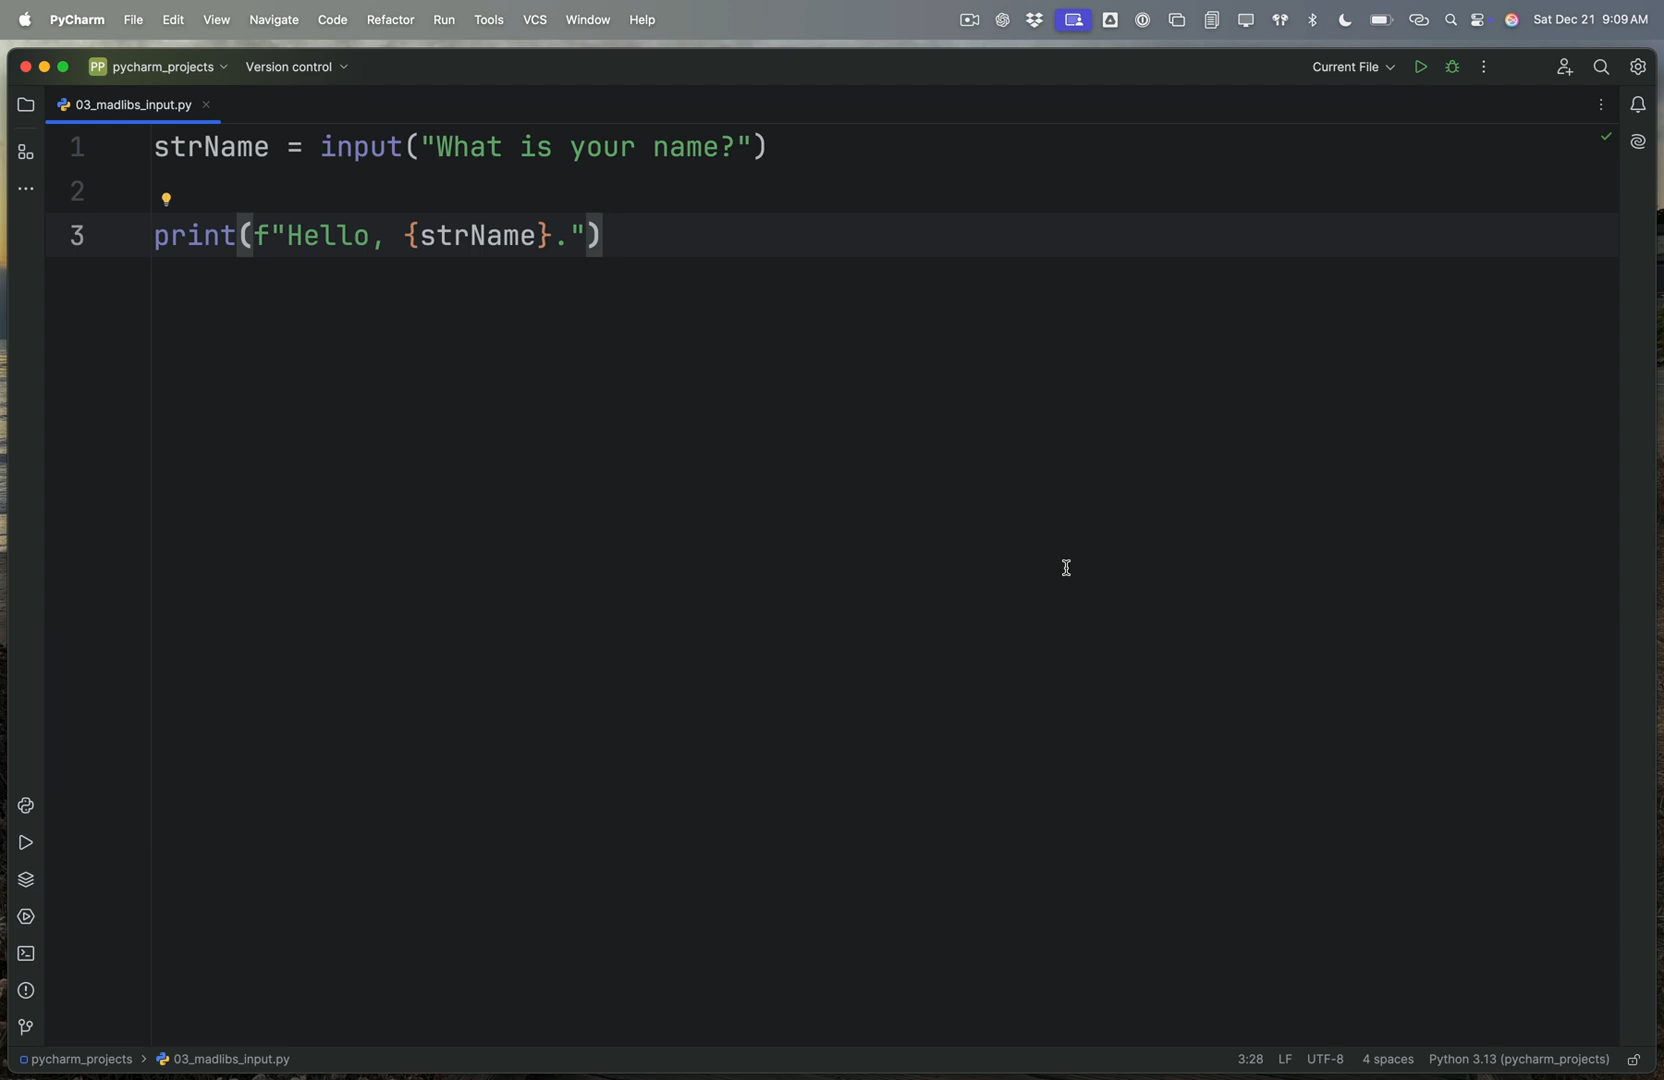 PyCharm File Edit View Navigate Code Refactor Run Tools VCS Window Help Sat Dec 21 9:09 AM
PP pycharm_projects Version control Current File
03_madlibs_input.py
1 strName = input("What is your name?")
2
3 print(f"Hello, {strName}.")
pycharm_projects > 03_madlibs_input.py 3:28 LF UTF-8 4 spaces Python 3.13 (pycharm_projects)